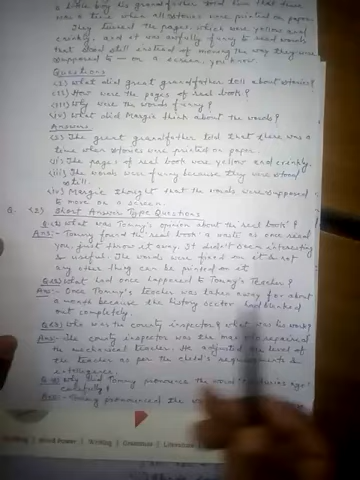 a little boy his grandfather told him that there
was a time when all stories were printed on paper.
They turned the pages which were yellow and
crinkly, and it was awfully funny to read words
that stood still instead of moving the way they were
supposed to — on a screen, you know
Questions
(i) What did great grandfather tell about stories?
(ii) How were the pages of real book?
(iii) Why were the words funny?
(iv) What did Margie think about the words?
Answers
(i) The great grandfather told that there was a
time when stories were printed on paper.
(ii) The pages of real book were yellow and crinkly.
(iii) The words were funny because they were stood
still.
(iv) Margie thought that the words were supposed
to move on a screen.
Q. (2) Short Answer Type Questions
Q.(1) What was Tommy's opinion about the real book?
Ans:- Tommy found the real book a waste as once read
you just throw it away. It didn't been interesting
& useful. The words were fixed on it & no
any other thing can be printed on it
Q(2) What had once happened to Tommy's Teacher?
Ans:- Once Tommy's teacher was taken away for about
a month because the history sector had blanked
out completely.
Q(3) Who was the county inspector? What was his work?
Ans:- The county inspector was the man who repaired
the mechanical teacher. He adjusted the level of
the teacher as per the child's requirements &
intelligence.
Why did Tommy pronounce the word centuries ago
carefully?
Ans:- Tommy pronounced the
Reading | Word Power | Writing | Grammar | Literature